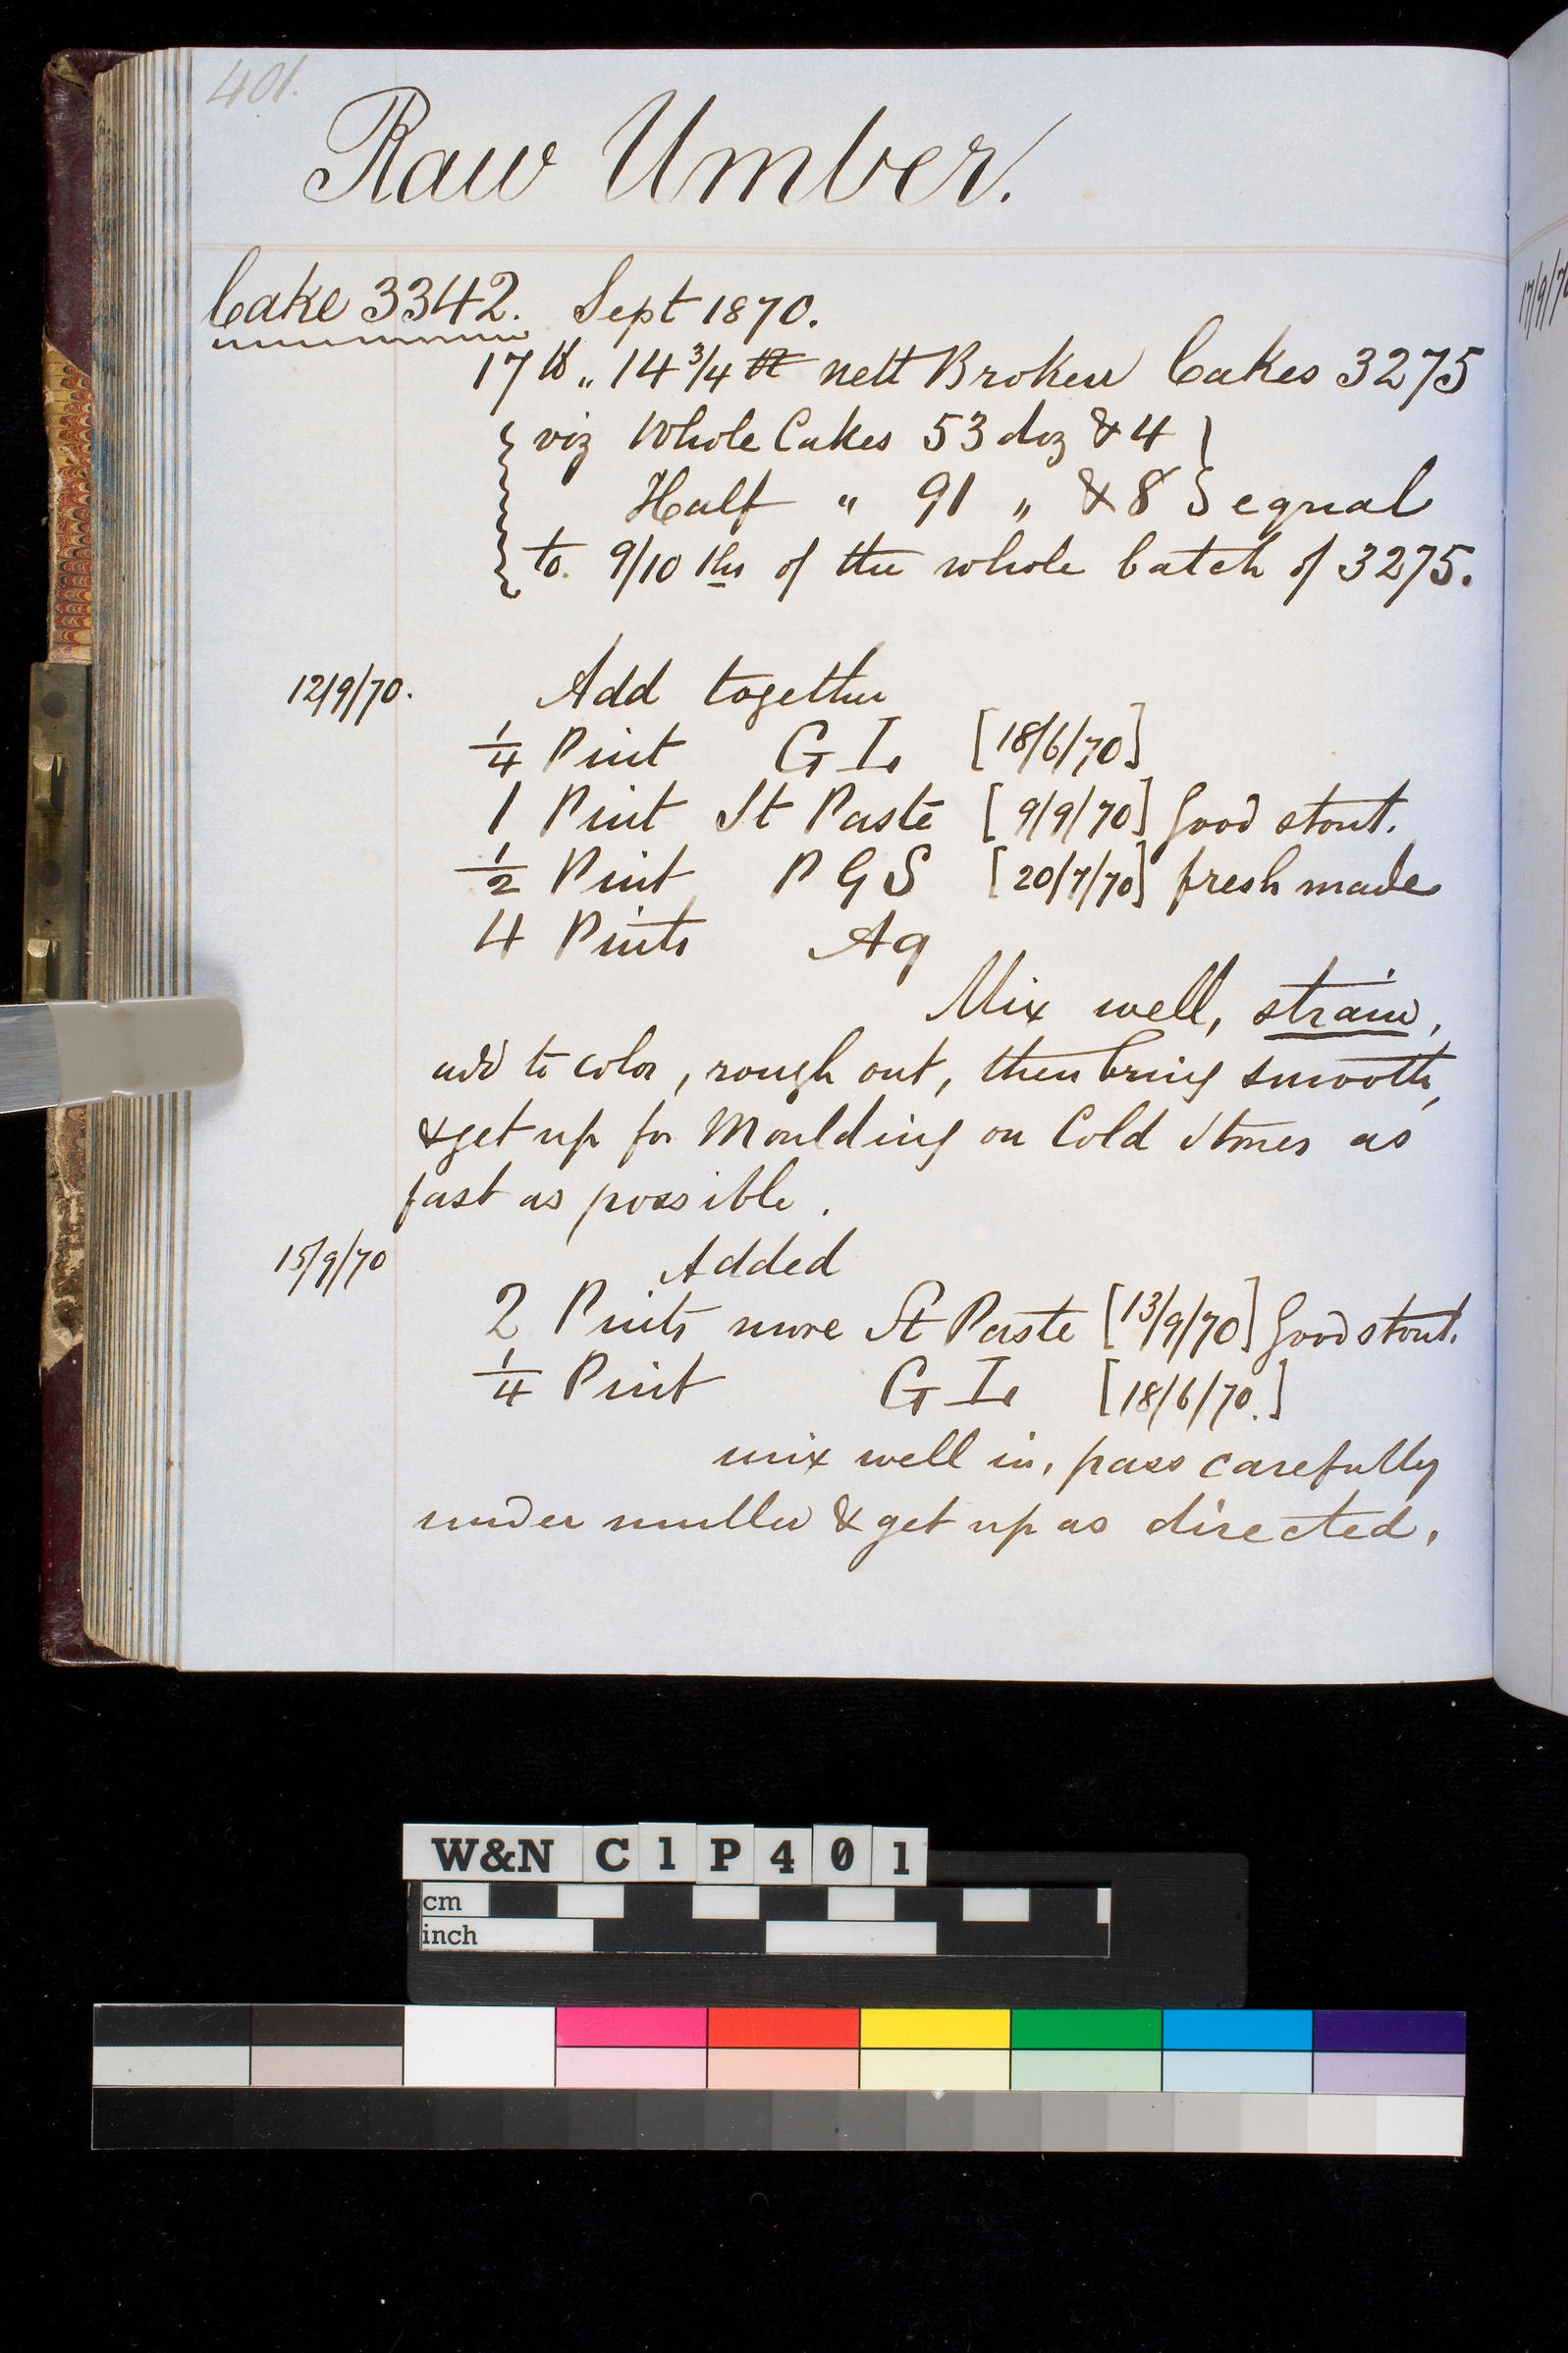 401.
Raw Umber.
Cake 3342. Sept 1870.
17 lb „ 14 3/4 nett Broken Cakes 3275
viz Whole Cakes 53 doz & 4
Half " 91 „ & 8 equal
to 9/10 ths of the whole batch of 3275.
12/9/70. Add together
1/4 Pint G I. [18/6/70]
1 Pint St Paste [9/9/70] Good stout.
1/2 Pint P G S [20/7/70] fresh made
4 Pints Aq
Mix well, strain,
add to color, rough out, then bring smooth,
& get up for Moulding on Cold Stones as
fast as possible.
15/9/70 Added
2 Pints more St Paste [13/9/70] Good stout.
1/4 Pint G I. [18/6/70.]
mix well in, pass carefully
under muller & get up as directed.
17/9/7
W&N C1P401
cm
inch